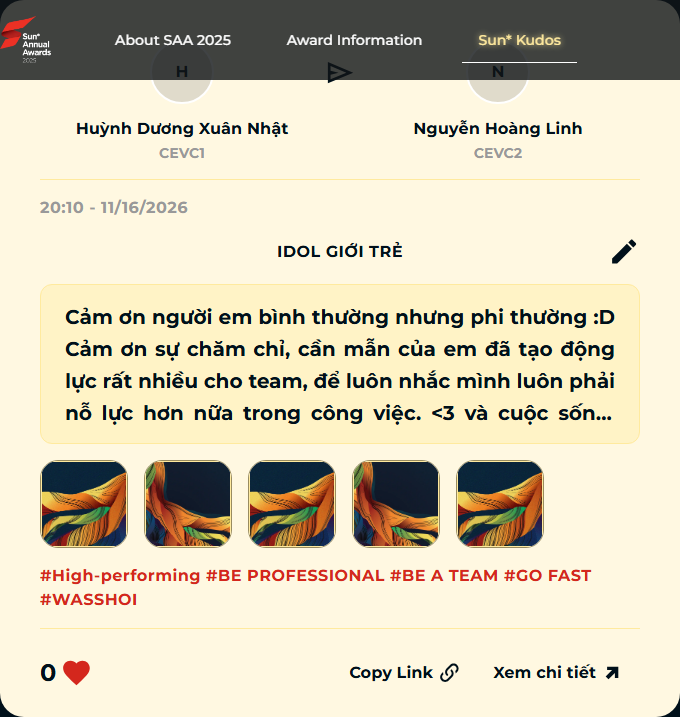 Sun*
Annual
Awards
2025
About SAA 2025
Award Information
Sun* Kudos
H
N
Huỳnh Dương Xuân Nhật
Nguyễn Hoàng Linh
CEVC1
CEVC2
20:10 - 11/16/2026
IDOL GIỚI TRẺ
Cảm ơn người em bình thường nhưng phi thường :D
Cảm ơn sự chăm chỉ, cần mẫn của em đã tạo động
lực rất nhiều cho team, để luôn nhắc mình luôn phải
nỗ lực hơn nữa trong công việc. <3 và cuộc sốn...
#High-performing #BE PROFESSIONAL #BE A TEAM #GO FAST
#WASSHOI
0
Copy Link
Xem chi tiết